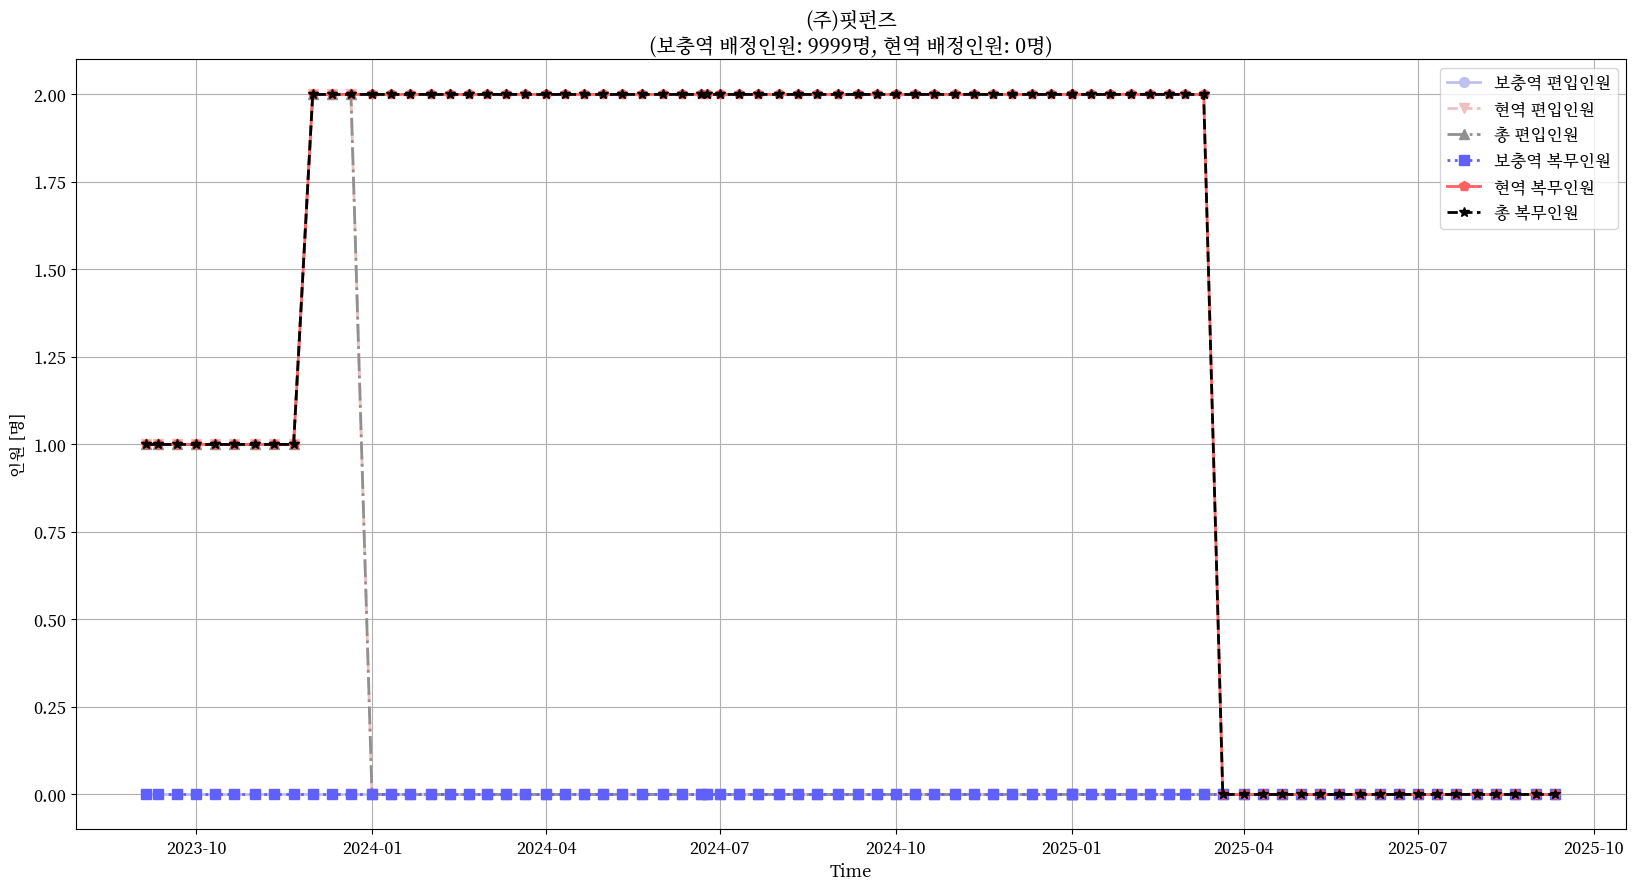 (주)핏펀즈
(보충역 배정인원: 9999명, 현역 배정인원: 0명)
보충역 편입인원
현역 편입인원
총 편입인원
보충역 복무인원
현역 복무인원
총 복무인원
2.00
1.75
1.50
1.25
1.00
0.75
0.50
0.25
0.00
인원 [명]
2023-10
2024-01
2024-04
2024-07
2024-10
2025-01
2025-04
2025-07
2025-10
Time